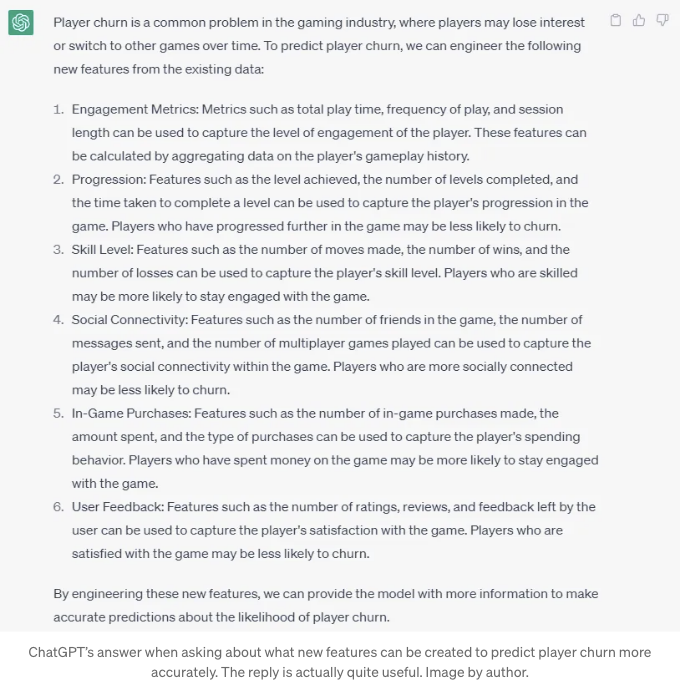 Player churn is a common problem in the gaming industry, where players may lose interest
or switch to other games over time. To predict player churn, we can engineer the following
new features from the existing data:
1. Engagement Metrics: Metrics such as total play time, frequency of play, and session
length can be used to capture the level of engagement of the player. These features can
be calculated by aggregating data on the player's gameplay history.
2. Progression: Features such as the level achieved, the number of levels completed, and
the time taken to complete a level can be used to capture the player's progression in the
game. Players who have progressed further in the game may be less likely to churn.
3. Skill Level: Features such as the number of moves made, the number of wins, and the
number of losses can be used to capture the player's skill level. Players who are skilled
may be more likely to stay engaged with the game.
4. Social Connectivity: Features such as the number of friends in the game, the number of
messages sent, and the number of multiplayer games played can be used to capture the
player's social connectivity within the game. Players who are more socially connected
may be less likely to churn.
5. In-Game Purchases: Features such as the number of in-game purchases made, the
amount spent, and the type of purchases can be used to capture the player's spending
behavior. Players who have spent money on the game may be more likely to stay engaged
with the game.
6. User Feedback: Features such as the number of ratings, reviews, and feedback left by the
user can be used to capture the player's satisfaction with the game. Players who are
satisfied with the game may be less likely to churn.
By engineering these new features, we can provide the model with more information to make
accurate predictions about the likelihood of player churn.
ChatGPT's answer when asking about what new features can be created to predict player churn more
accurately. The reply is actually quite useful. Image by author.